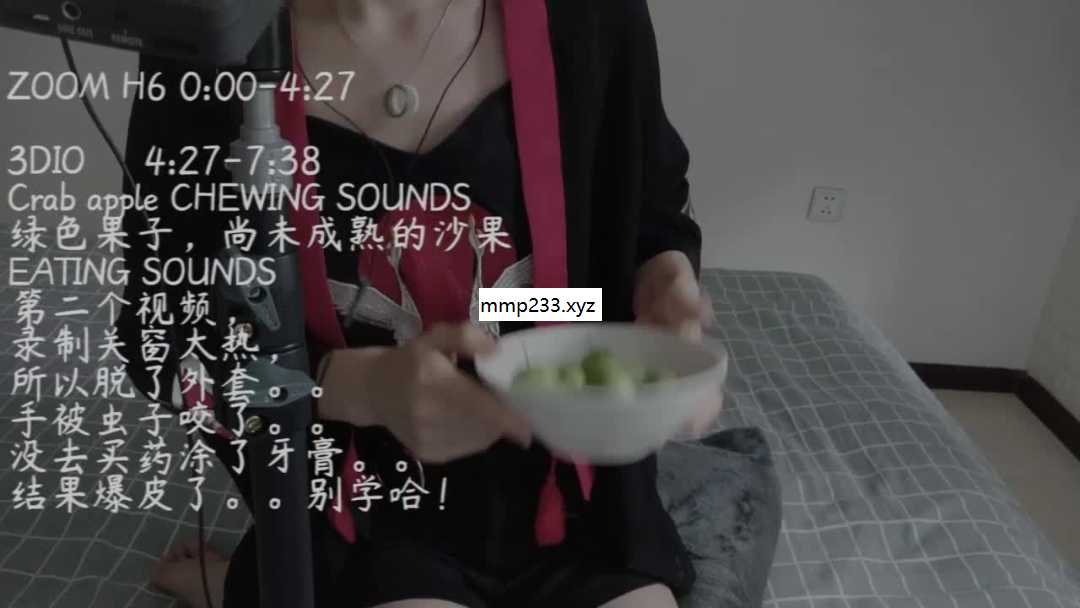 LINE OUT
REMOTE
ZOOM H6 0:00-4:27
3DIO 4:27-7:38
Crab apple CHEWING SOUNDS
绿色果子，尚未成熟的沙果
EATING SOUNDS
mmp233.xyz
第二个视频，
录制关窗太热，
所以脱了外套。。
手被虫子咬了。。
没去买药涂了牙膏。。
结果爆皮了。。别学哈！